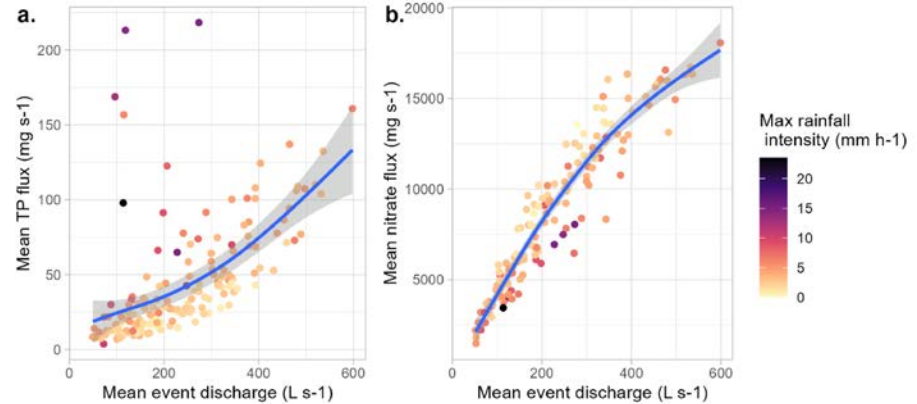 a.
Mean TP flux (mg s-1)
200
150
100
50
0
0 200 400 600
Mean event discharge (L s-1)
b.
Mean nitrate flux (mg s-1)
20000
15000
10000
5000
0 200 400 600
Mean event discharge (L s-1)
Max rainfall
intensity (mm h-1)
20
15
10
5
0